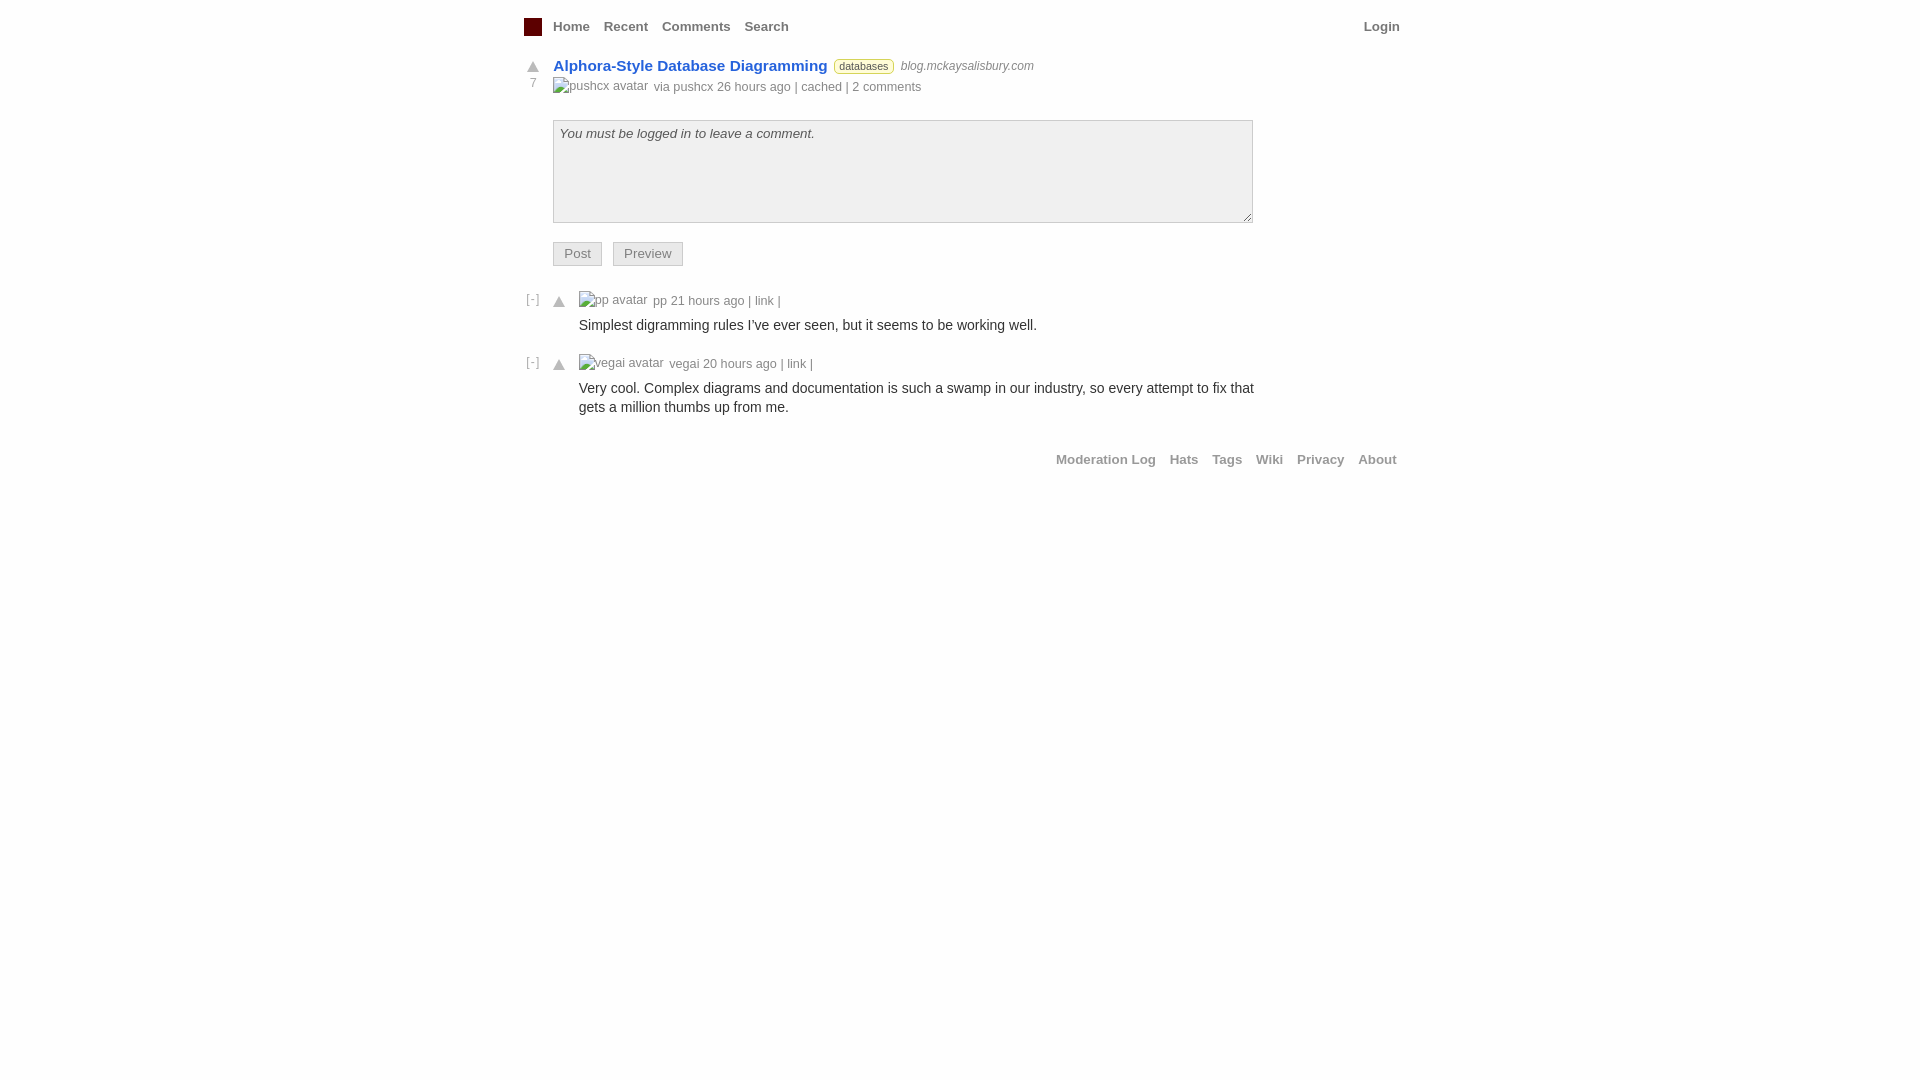 Home Recent Comments Search Login
Alphora-Style Database Diagramming databases blog.mckaysalisbury.com
7
pushcx avatar via pushcx 26 hours ago | cached | 2 comments
You must be logged in to leave a comment.
Post Preview
[-] pp avatar pp 21 hours ago | link |
Simplest digramming rules I’ve ever seen, but it seems to be working well.
[-] vegai avatar vegai 20 hours ago | link |
Very cool. Complex diagrams and documentation is such a swamp in our industry, so every attempt to fix that
gets a million thumbs up from me.
Moderation Log Hats Tags Wiki Privacy About